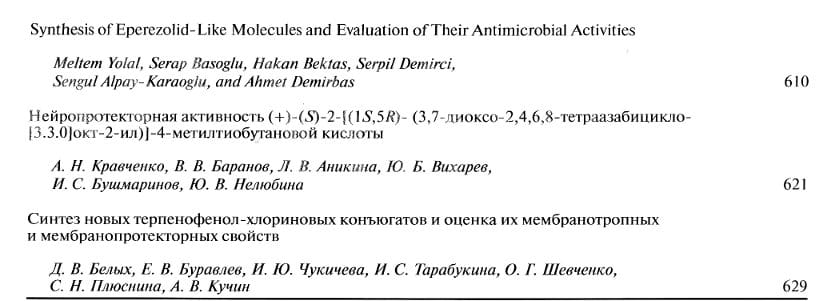 Synthesis of Eperezolid-Like Molecules and Evaluation of Their Antimicrobial Activities
Meltem Yolal, Serap Basoglu, Hakan Bektas, Serpil Demirci,
Sengul Alpay-Karaoglu, and Ahmet Demirbas 610
Нейропротекторная активность (+)-(S)-2-[(1S,5R)- (3,7-диоксо-2,4,6,8-тетраазабицикло-
[3.3.0]окт-2-ил)]-4-метилтиобутановой кислоты
А. Н. Кравченко, В. В. Баранов, Л. В. Аникина, Ю. Б. Вихарев,
И. С. Бушмаринов, Ю. В. Нелюбина 621
Синтез новых терпенофенол-хлориновых конъюгатов и оценка их мембранотропных
и мембранопротекторных свойств
Д. В. Белых, Е. В. Буравлев, И. Ю. Чукичева, И. С. Тарабукина, О. Г. Шевченко,
С. Н. Плюснина, А. В. Кучин 629